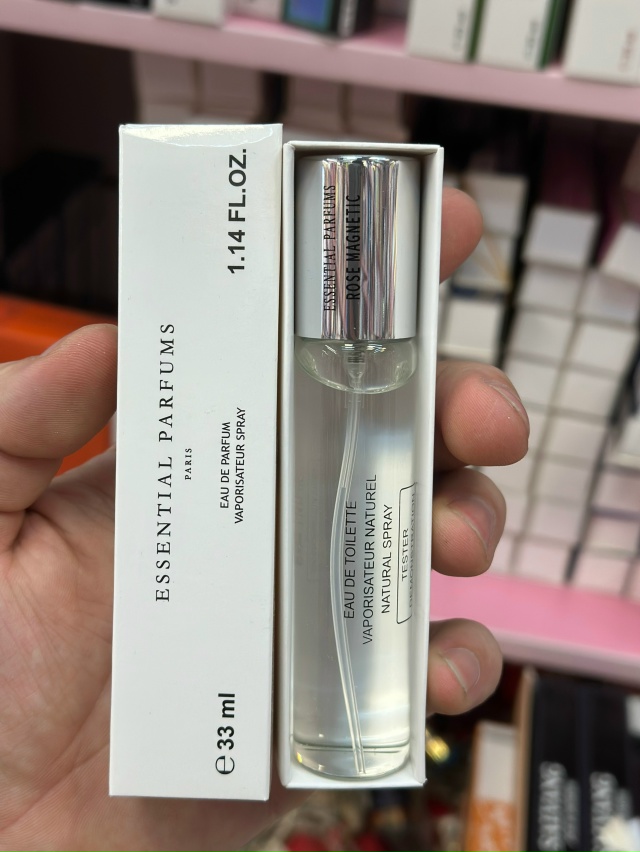 ESSENTIAL PARFUMS
PARIS
EAU DE PARFUM
VAPORISATEUR SPRAY
1.14 FL.OZ.
℮ 33 ml
ESSENTIAL PARFUMS
ROSE MAGNETIC
EAU DE TOILETTE
VAPORISATEUR NATUREL
NATURAL SPRAY
TESTER
DEMONSTRATION